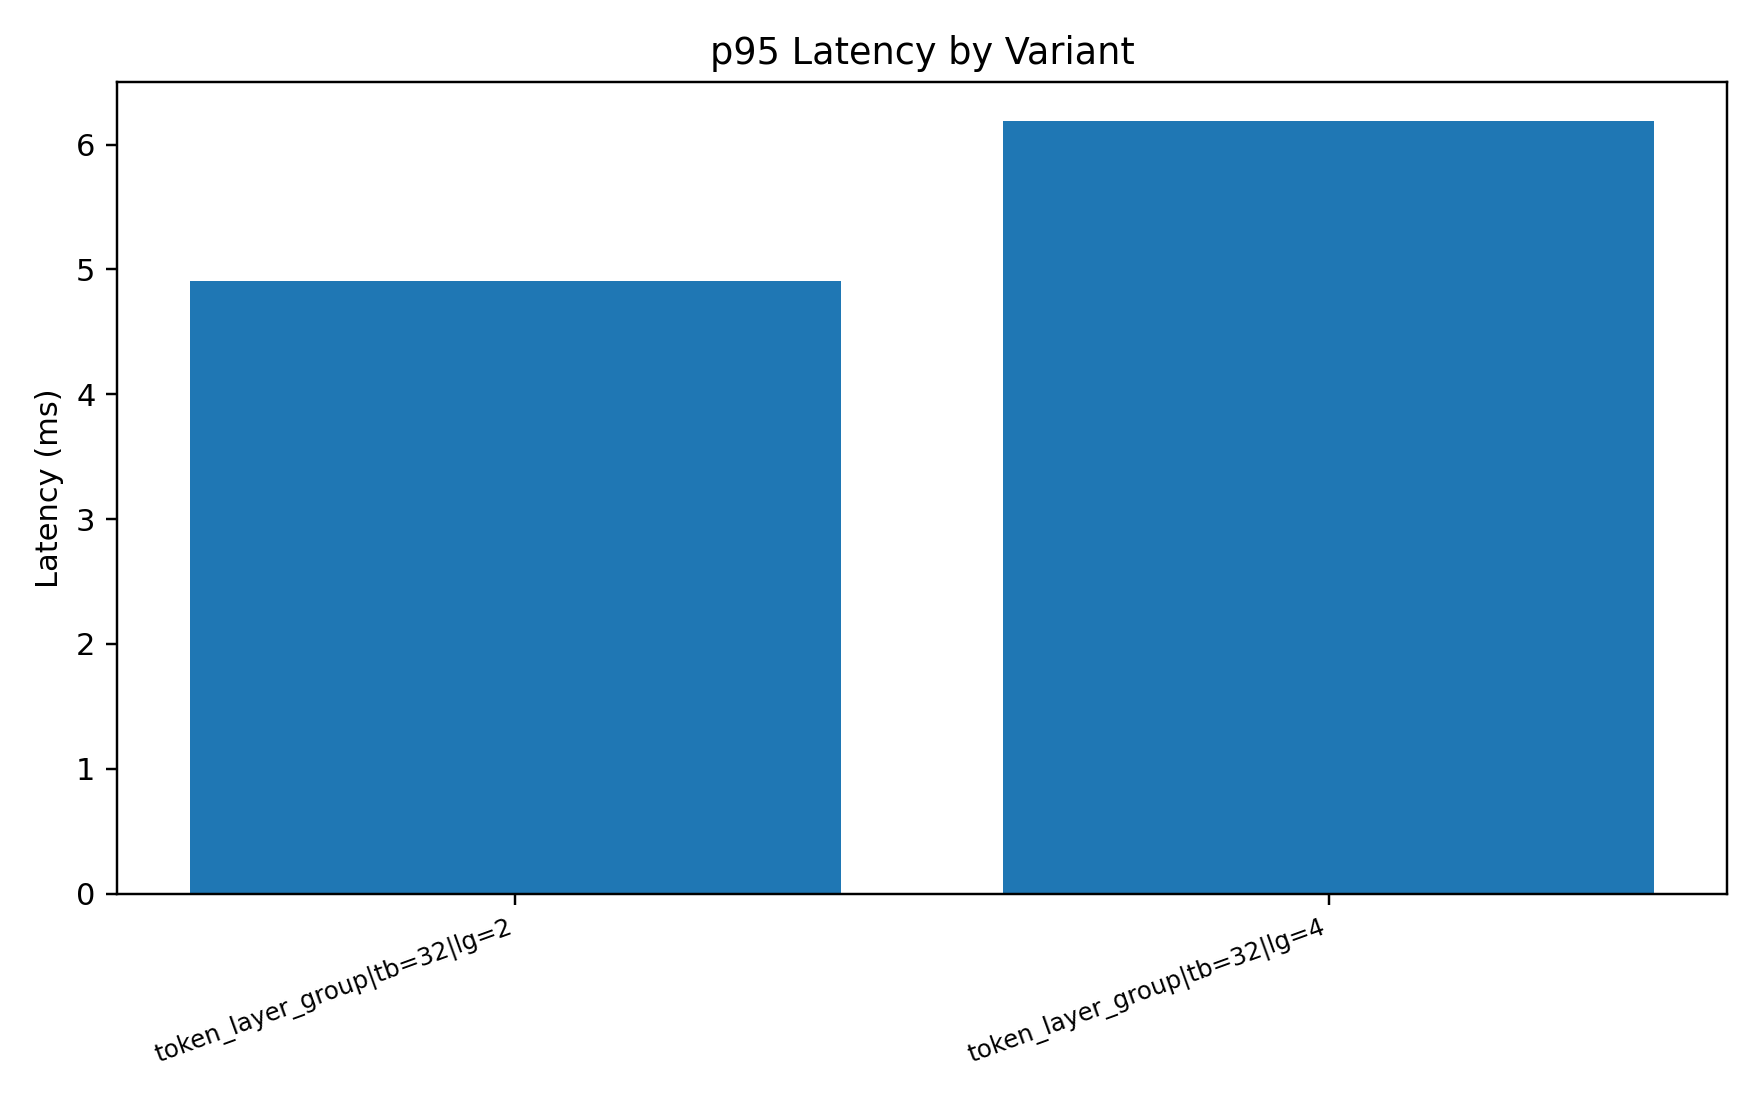 p95 Latency by Variant
Latency (ms)
6
5
4
3
2
1
0
token_layer_group|tb=32|lg=2
token_layer_group|tb=32|lg=4